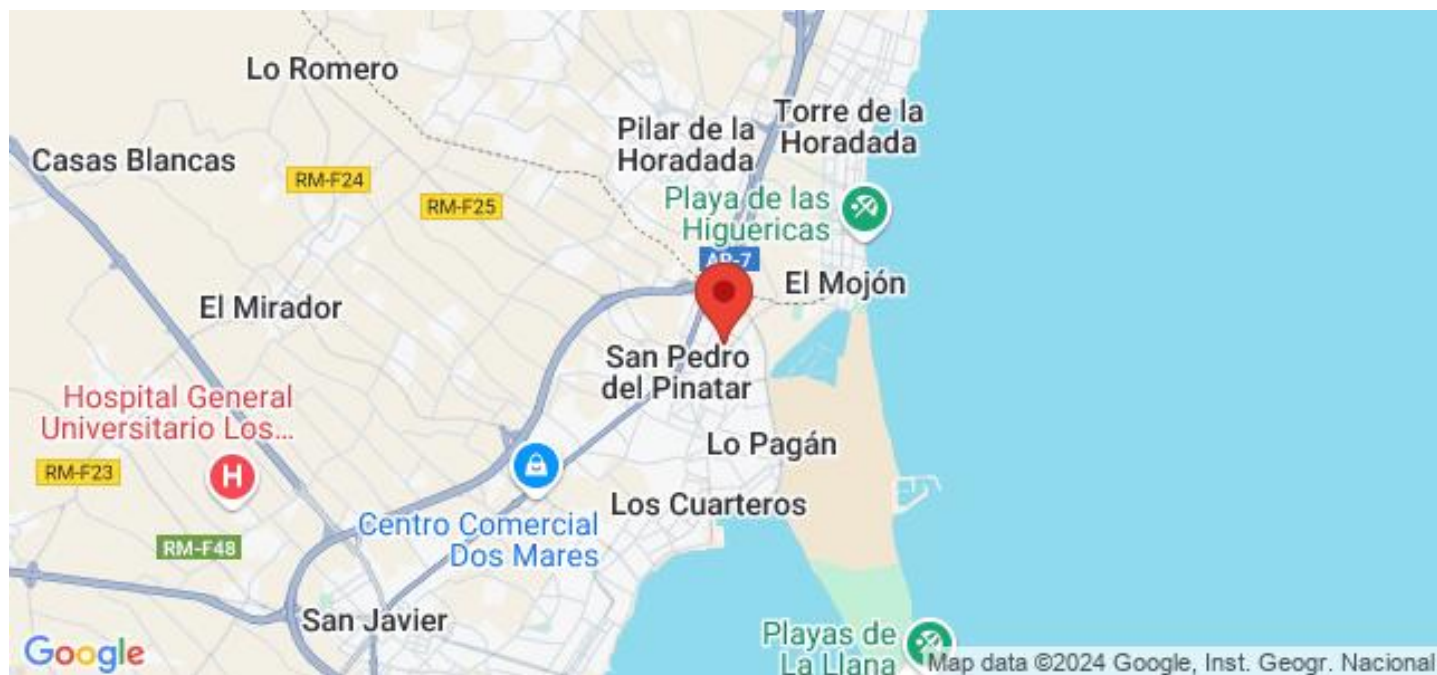 Lo Romero
Torre de la
Horadada
Pilar de la
Horadada
Casas Blancas
RM-F24
RM-F25
Playa de las
Higuericas
AP-7
El Mojón
El Mirador
San Pedro
del Pinatar
Hospital General
Universitario Los...
RM-F23
H
Lo Pagán
Los Cuarteros
Centro Comercial
Dos Mares
RM-F48
San Javier
Playas de
La Llana
Google
Map data ©2024 Google, Inst. Geogr. Nacional